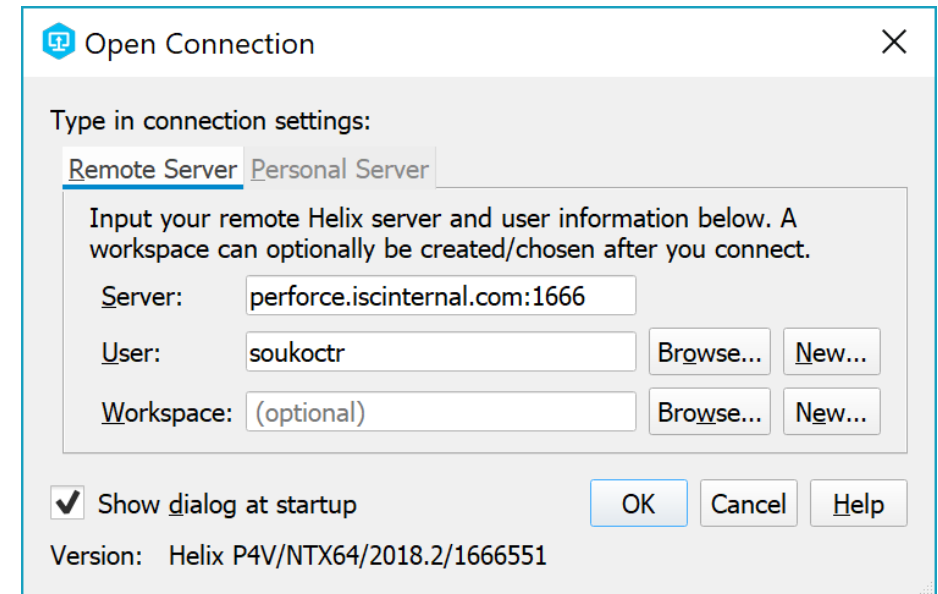 Open Connection
Type in connection settings:
Remote Server Personal Server
Input your remote Helix server and user information below. A
workspace can optionally be created/chosen after you connect.
Server: perforce.iscinternal.com:1666
User: soukoctr Browse... New...
Workspace: (optional) Browse... New...
Show dialog at startup OK Cancel Help
Version: Helix P4V/NTX64/2018.2/1666551